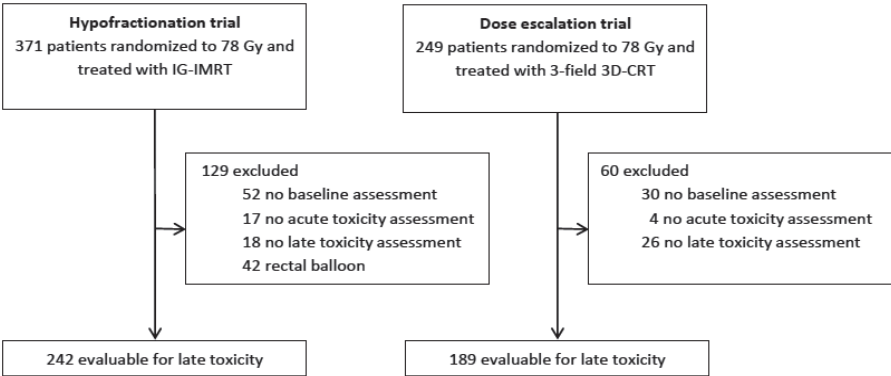 Hypofractionation trial
371 patients randomized to 78 Gy and
treated with IG-IMRT
Dose escalation trial
249 patients randomized to 78 Gy and
treated with 3-field 3D-CRT
129 excluded
52 no baseline assessment
17 no acute toxicity assessment
18 no late toxicity assessment
42 rectal balloon
60 excluded
30 no baseline assessment
4 no acute toxicity assessment
26 no late toxicity assessment
242 evaluable for late toxicity
189 evaluable for late toxicity